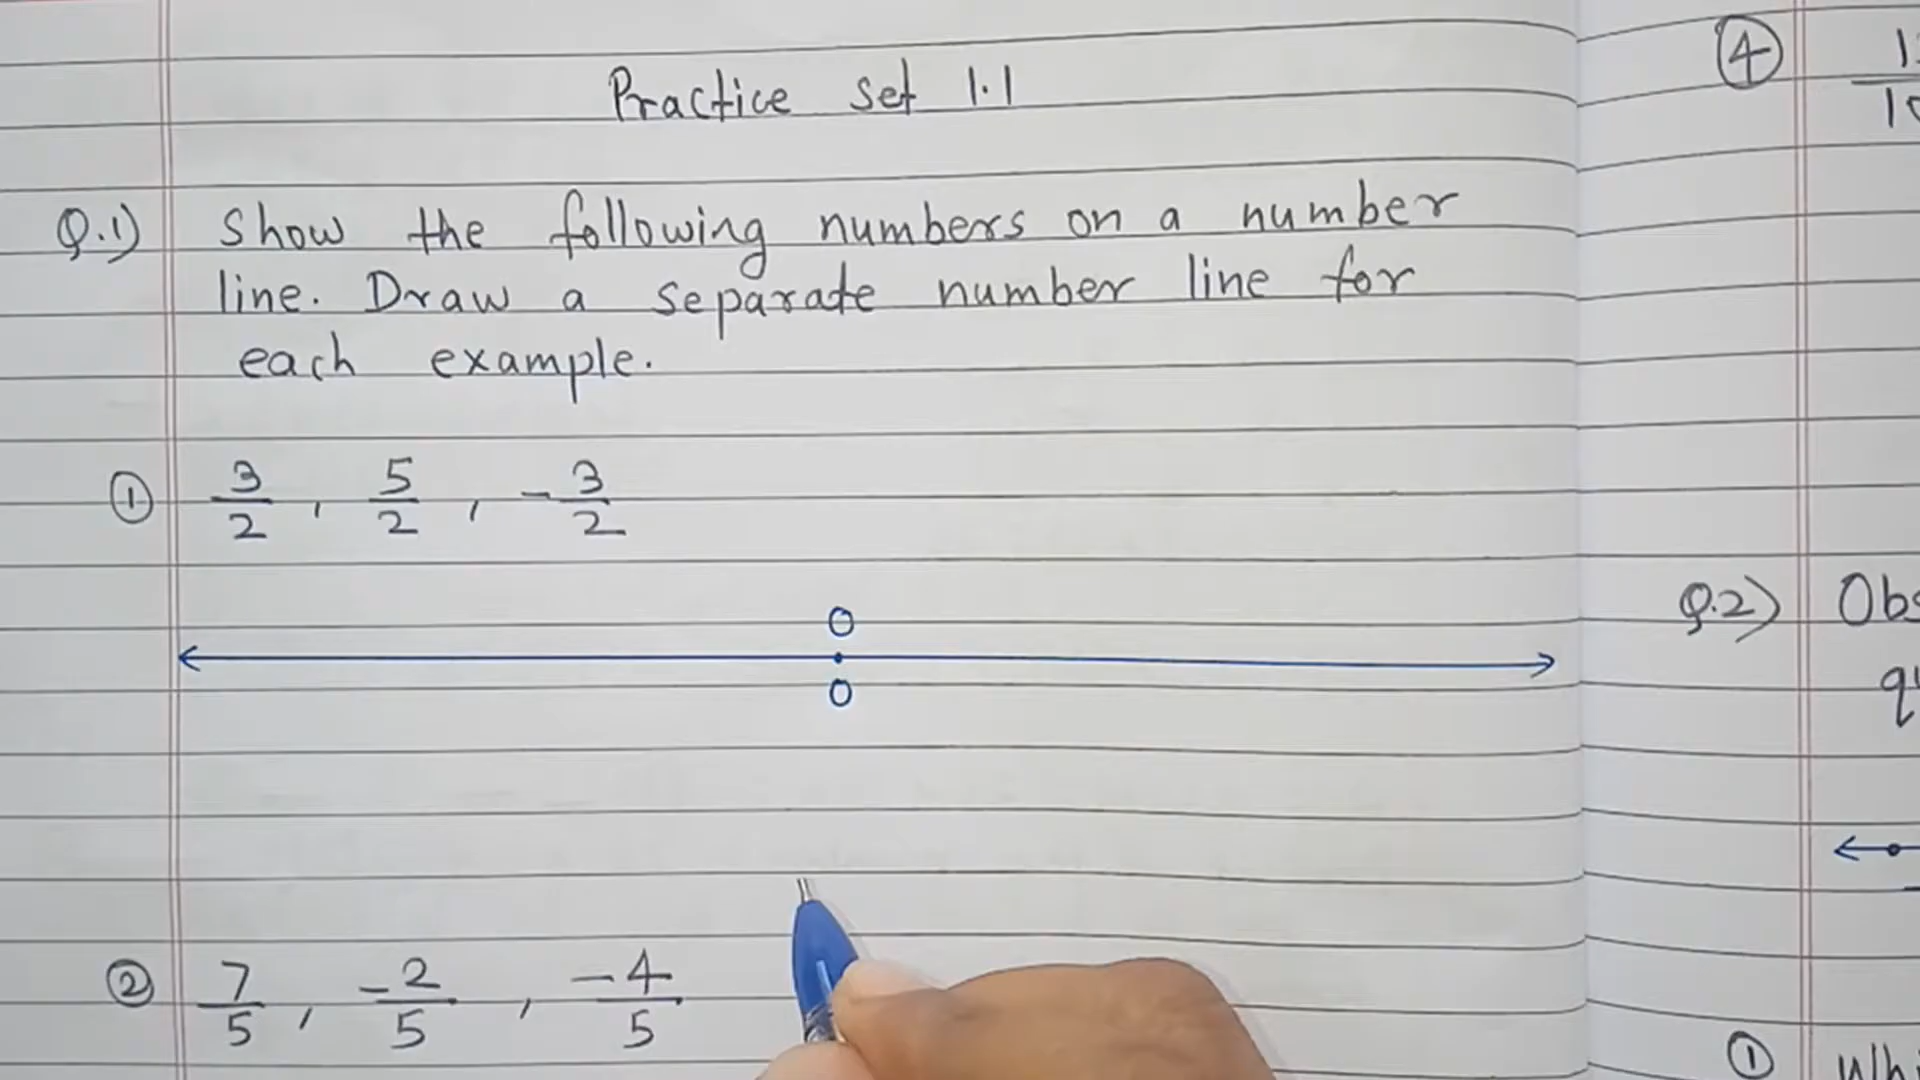 Practice set 1.1
Q.1) Show the following numbers on a number
line. Draw a separate number line for
each example.
① 3/2 , 5/2 , -3/2
0
0
② 7/5 , -2/5 , -4/5
④
Q.2)
①